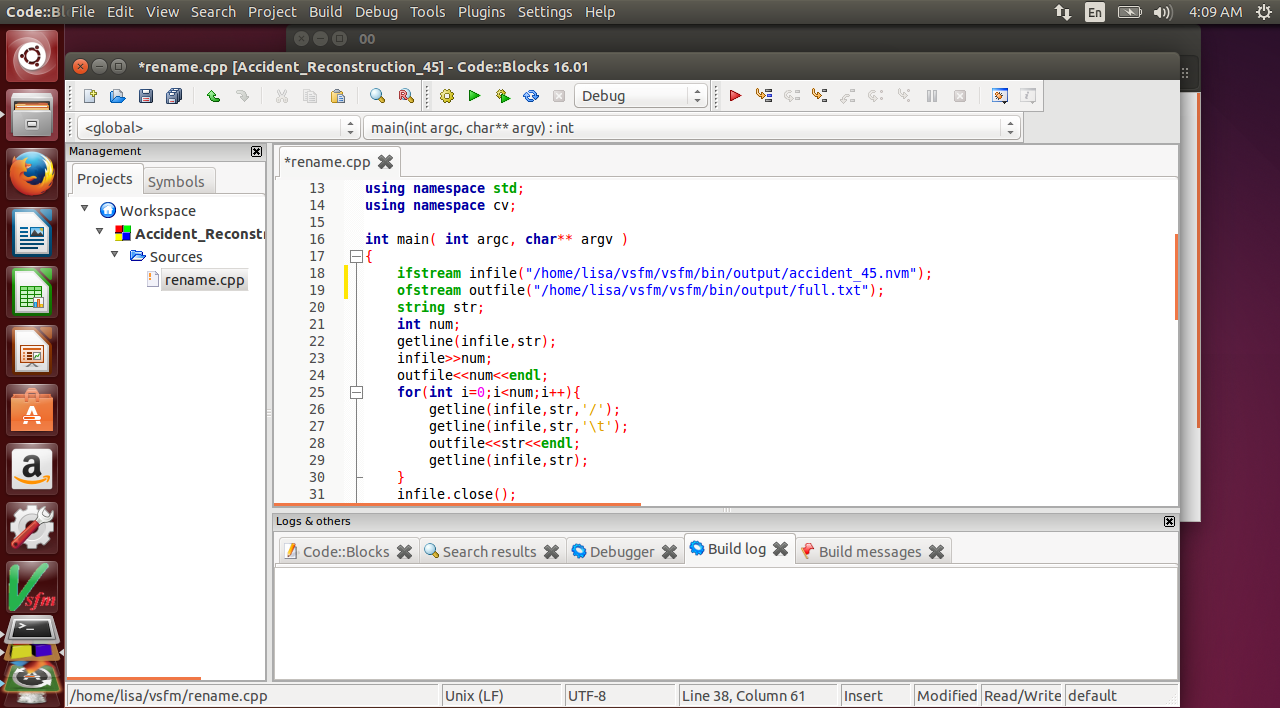 Code::Bl File Edit View Search Project Build Debug Tools Plugins Settings Help En 4:09 AM
00
*rename.cpp [Accident_Reconstruction_45] - Code::Blocks 16.01
Debug
<global> main(int argc, char** argv) : int
Management
Projects Symbols
Workspace
Accident_Reconstr
Sources
rename.cpp
*rename.cpp
13 using namespace std;
14 using namespace cv;
15
16 int main( int argc, char** argv )
17 {
18 ifstream infile("/home/lisa/vsfm/vsfm/bin/output/accident_45.nvm");
19 ofstream outfile("/home/lisa/vsfm/vsfm/bin/output/full.txt");
20 string str;
21 int num;
22 getline(infile,str);
23 infile>>num;
24 outfile<<num<<endl;
25 for(int i=0;i<num;i++){
26 getline(infile,str,'/');
27 getline(infile,str,'\t');
28 outfile<<str<<endl;
29 getline(infile,str);
30 }
31 infile.close();
Logs & others
Code::Blocks Search results Debugger Build log Build messages
Vsfm
/home/lisa/vsfm/rename.cpp Unix (LF) UTF-8 Line 38, Column 61 Insert Modified Read/Write default